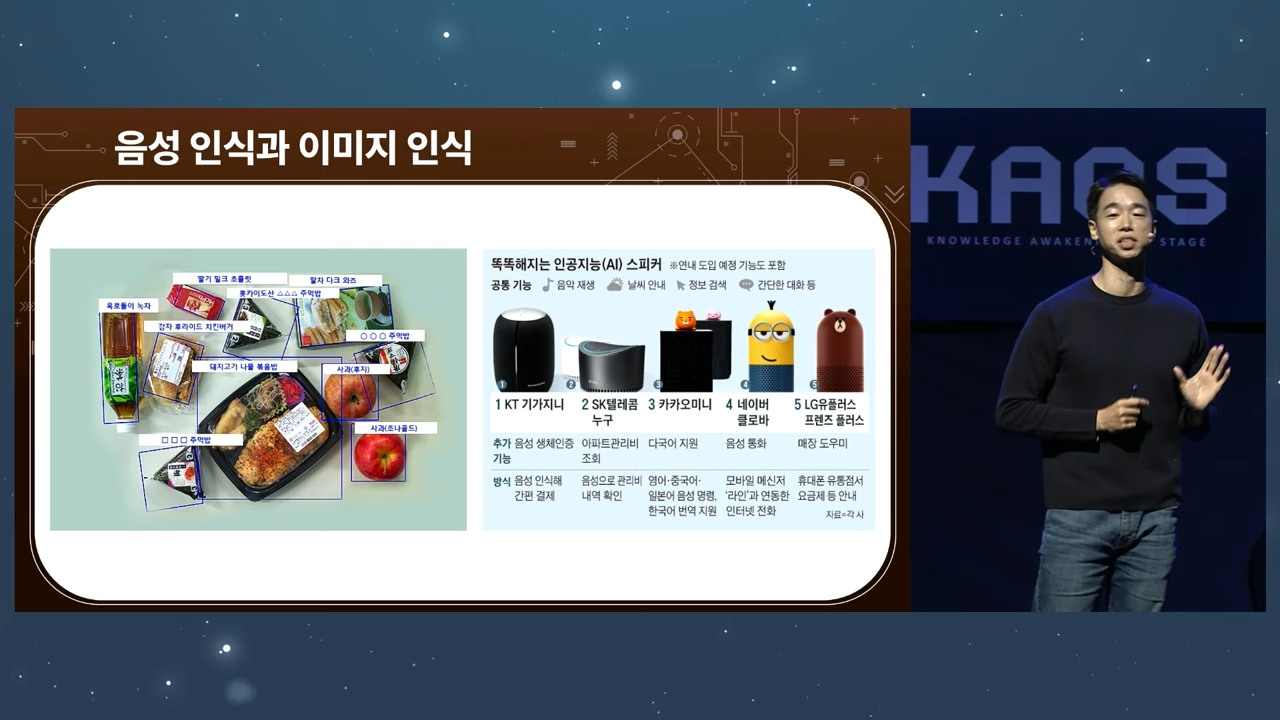 음성 인식과 이미지 인식
딸기 밀크 초콜릿
말차 다크 와즈
홋카이도산 △△△ 주먹밥
옥로들이 녹차
감자 후라이드 치킨버거
○ ○ ○ 주먹밥
돼지고기 나물 볶음밥
사과(후지)
사과(조나골드)
□ □ □ 주먹밥
똑똑해지는 인공지능(AI) 스피커 ※연내 도입 예정 기능도 포함
공통 기능 음악 재생 날씨 안내 정보 검색 간단한 대화 등
1 2 3 4 5
1 KT 기가지니
2 SK텔레콤
누구
3 카카오미니
4 네이버
클로바
5 LG유플러스
프렌즈 플러스
추가
기능
음성 생체인증
아파트관리비
조회
다국어 지원
음성 통화
매장 도우미
방식
음성 인식해
간편 결제
음성으로 관리비
내역 확인
영어·중국어·
일본어 음성 명령,
한국어 번역 지원
모바일 메신저
‘라인’과 연동한
인터넷 전화
휴대폰 유통점서
요금제 등 안내
자료=각 사
KAOS
KNOWLEDGE AWAKEN STAGE